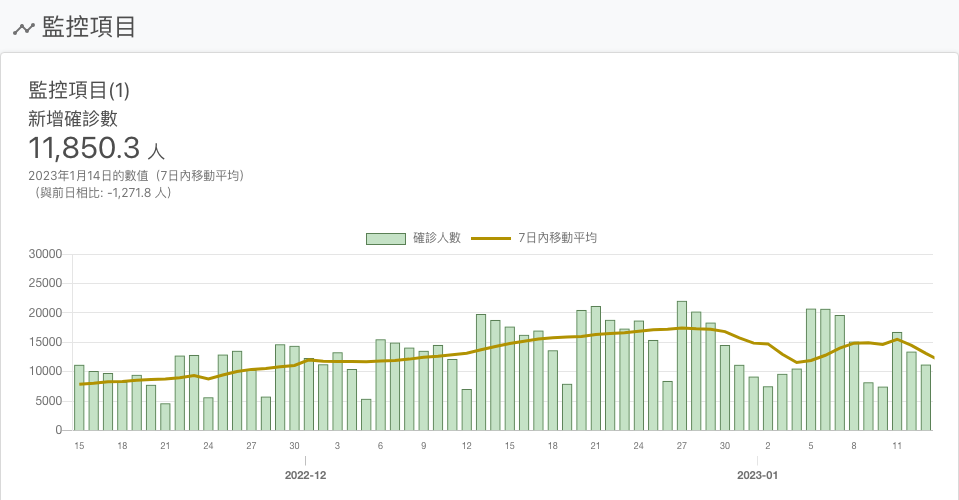 監控項目
監控項目(1)
新增確診數
11,850.3 人
2023年1月14日的數值（7日內移動平均）
（與前日相比: -1,271.8 人）
確診人數 7日內移動平均
30000
25000
20000
15000
10000
5000
0
15 18 21 24 27 30 3 6 9 12 15 18 21 24 27 30 2 5 8 11
2022-12 2023-01